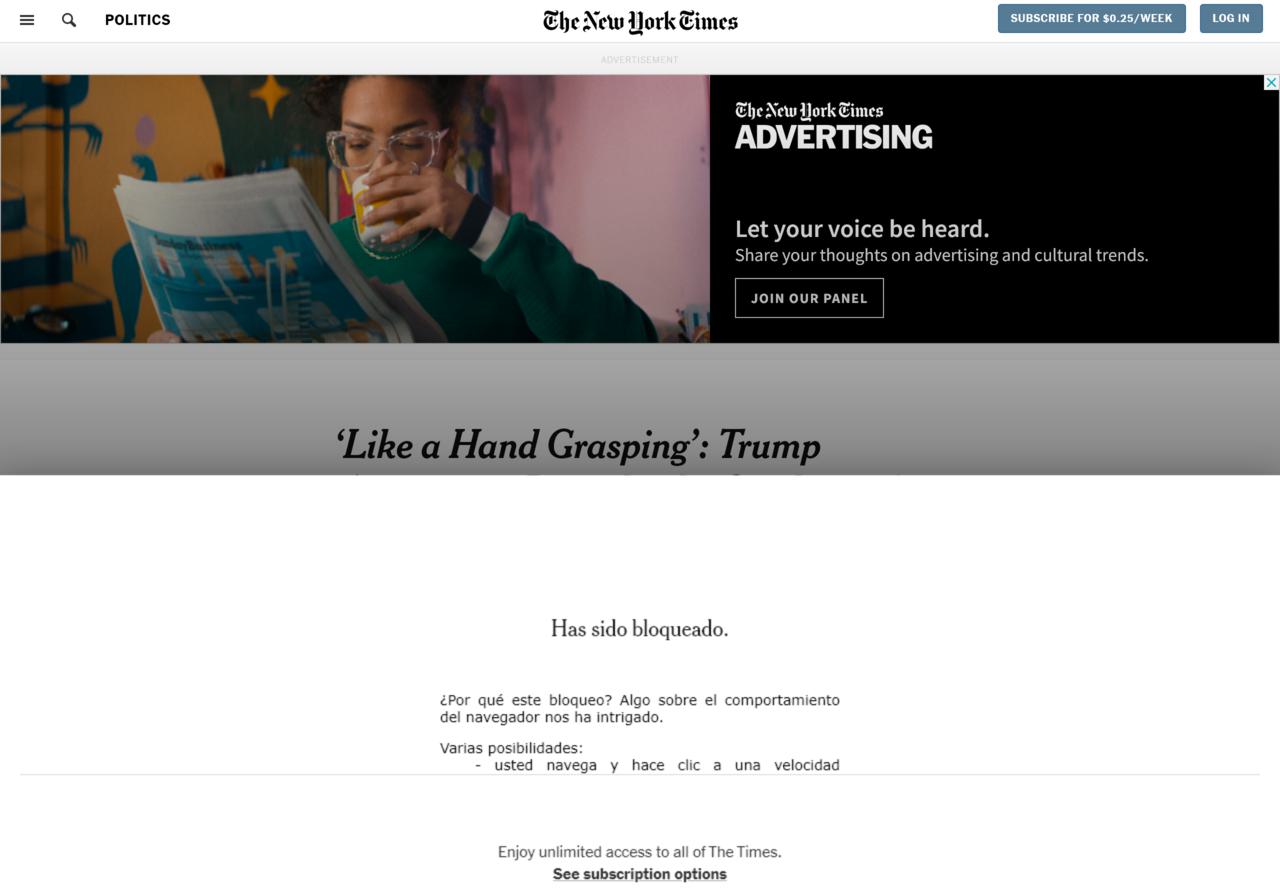 POLITICS
The New York Times
SUBSCRIBE FOR $0.25/WEEK
LOG IN
ADVERTISEMENT
SundayBusiness
The New York Times
ADVERTISING
Let your voice be heard.
Share your thoughts on advertising and cultural trends.
JOIN OUR PANEL
‘Like a Hand Grasping’: Trump
Has sido bloqueado.
¿Por qué este bloqueo? Algo sobre el comportamiento
del navegador nos ha intrigado.
Varias posibilidades:
- usted navega y hace clic a una velocidad
Enjoy unlimited access to all of The Times.
See subscription options